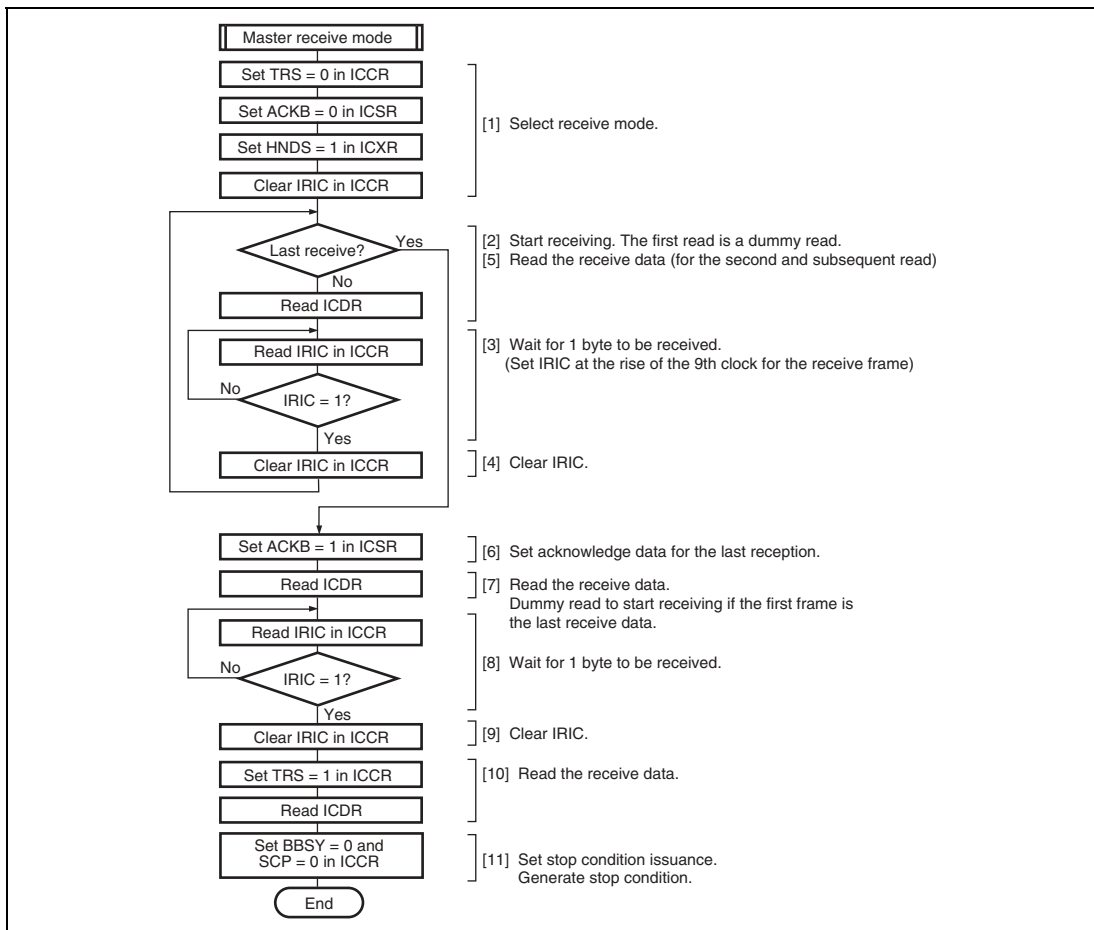 Master receive mode
Set TRS = 0 in ICCR
Set ACKB = 0 in ICSR
[1] Select receive mode.
Set HNDS = 1 in ICXR
Clear IRIC in ICCR
Last receive?
Yes
[2] Start receiving. The first read is a dummy read.
[5] Read the receive data (for the second and subsequent read)
No
Read ICDR
Read IRIC in ICCR
[3] Wait for 1 byte to be received.
(Set IRIC at the rise of the 9th clock for the receive frame)
No
IRIC = 1?
Yes
Clear IRIC in ICCR
[4] Clear IRIC.
Set ACKB = 1 in ICSR
[6] Set acknowledge data for the last reception.
Read ICDR
[7] Read the receive data.
Dummy read to start receiving if the first frame is
the last receive data.
Read IRIC in ICCR
[8] Wait for 1 byte to be received.
No
IRIC = 1?
Yes
Clear IRIC in ICCR
[9] Clear IRIC.
Set TRS = 1 in ICCR
[10] Read the receive data.
Read ICDR
Set BBSY = 0 and
SCP = 0 in ICCR
[11] Set stop condition issuance.
Generate stop condition.
End